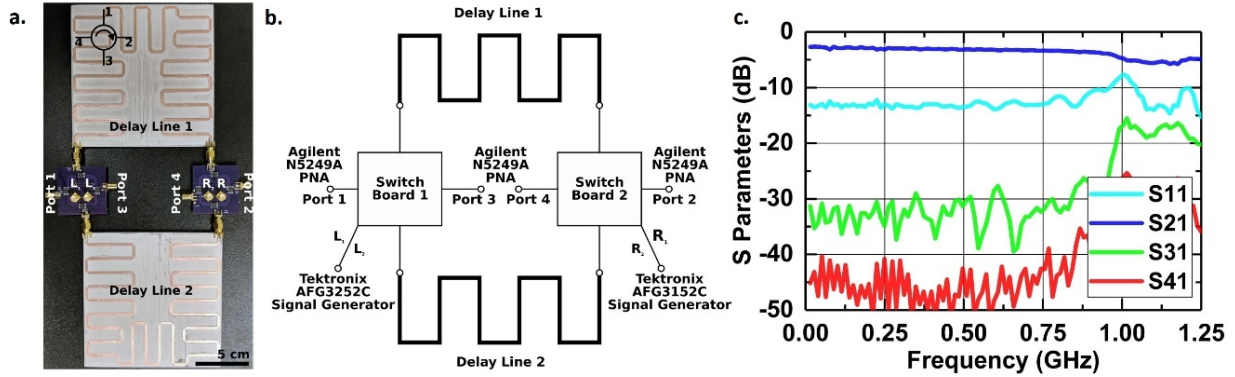 a.
1
4
2
3
Delay Line 1
Port 1
L₁ L₂
Port 3
Port 4
R R
Port 2
Delay Line 2
5 cm
b.
Delay Line 1
Agilent
N5249A
PNA
Port 1
Switch
Board 1
Agilent
N5249A
PNA
Port 3
Port 4
Switch
Board 2
Agilent
N5249A
PNA
Port 2
L₁
L₂
R₁
R₂
Tektronix
AFG3252C
Signal Generator
Tektronix
AFG3152C
Signal Generator
Delay Line 2
c.
S Parameters (dB)
0
-10
-20
-30
-40
-50
S11
S21
S31
S41
0.00 0.25 0.50 0.75 1.00 1.25
Frequency (GHz)